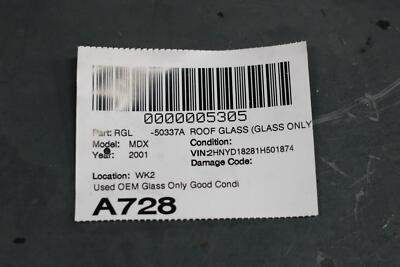 0000005305
Part: RGL -50337A ROOF GLASS (GLASS ONLY
Model: MDX Condition:
Year: 2001 VIN:2HNYD18281H501874
Damage Code:
Location: WK2
Used OEM Glass Only Good Condi
A728